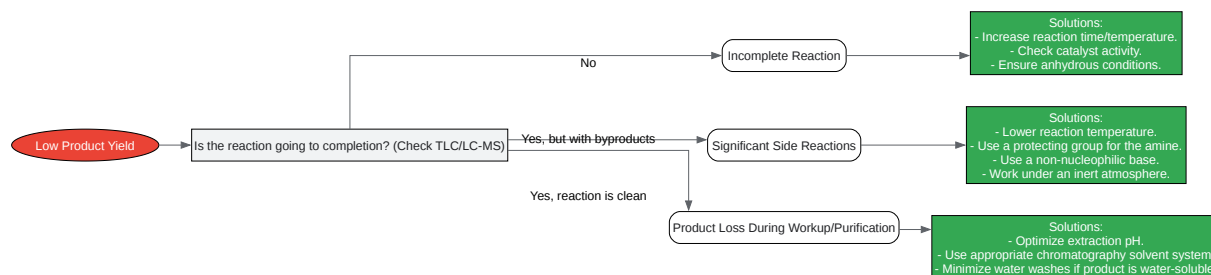 Low Product Yield
Is the reaction going to completion? (Check TLC/LC-MS)
No
Incomplete Reaction
Solutions:
- Increase reaction time/temperature.
- Check catalyst activity.
- Ensure anhydrous conditions.
Yes, but with byproducts
Significant Side Reactions
Solutions:
- Lower reaction temperature.
- Use a protecting group for the amine.
- Use a non-nucleophilic base.
- Work under an inert atmosphere.
Yes, reaction is clean
Product Loss During Workup/Purification
Solutions:
- Optimize extraction pH.
- Use appropriate chromatography solvent system
- Minimize water washes if product is water-soluble